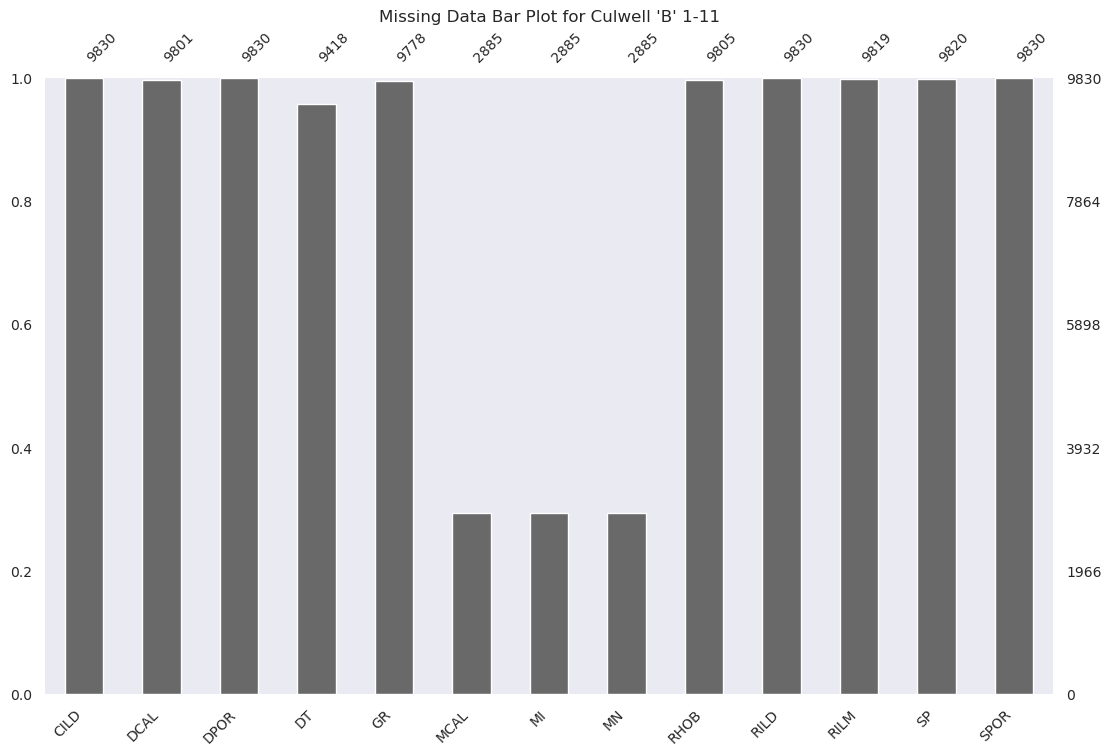 Missing Data Bar Plot for Culwell 'B' 1-11
9830 9801 9830 9418 9778 2885 2885 2885 9805 9830 9819 9820 9830
1.0 9830
0.8 7864
0.6 5898
0.4 3932
0.2 1966
0.0 0
CILD DCAL DPOR DT GR MCAL MI MN RHOB RILD RILM SP SPOR